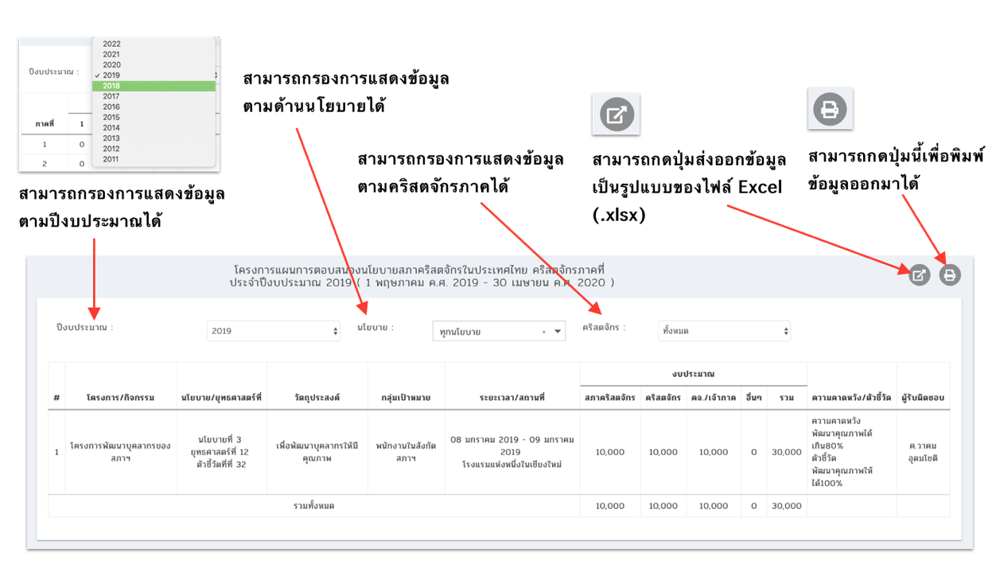 2022
2021
2020
✓ 2019
2018
2017
2016
2015
2014
2013
2012
2011
ปีงบประมาณ :
ภาคที่ 1
1 0
2 0
สามารถกรองการแสดงข้อมูล
ตามปีงบประมาณได้
สามารถกรองการแสดงข้อมูล
ตามด้านนโยบายได้
สามารถกรองการแสดงข้อมูล
ตามคริสตจักรภาคได้
สามารถกดปุ่มส่งออกข้อมูล
เป็นรูปแบบของไฟล์ Excel
(.xlsx)
สามารถกดปุ่มนี้เพื่อพิมพ์
ข้อมูลออกมาได้
โครงการแผนการตอบสนองนโยบายสภาคริสตจักรในประเทศไทย คริสตจักรภาคที่
ประจำปีงบประมาณ 2019 ( 1 พฤษภาคม ค.ศ. 2019 - 30 เมษายน ค.ศ. 2020 )
ปีงบประมาณ : 2019 นโยบาย : ทุกนโยบาย × คริสตจักร : ทั้งหมด
งบประมาณ
# โครงการ/กิจกรรม นโยบาย/ยุทธศาสตร์ที่ วัตถุประสงค์ กลุ่มเป้าหมาย ระยะเวลา/สถานที่ สภาคริสตจักร คริสตจักร คจ./เจ้าภาค อื่นๆ รวม ความคาดหวัง/ตัวชี้วัด ผู้รับผิดชอบ
1
โครงการพัฒนาบุคลากรของ
สภาฯ
นโยบายที่ 3
ยุทธศาสตร์ที่ 12
ตัวชี้วัดที่ที่ 32
เพื่อพัฒนาบุคลากรให้มี
คุณภาพ
พนักงานในสังกัด
สภาฯ
08 มกราคม 2019 - 09 มกราคม
2019
โรงแรมแห่งหนึ่งในเชียงใหม่
10,000 10,000 10,000 0 30,000
ความคาดหวัง
พัฒนาคุณภาพได้
เกิน80%
ตัวชี้วัด
พัฒนาคุณภาพให้
ได้100%
ศ.วาคม
อุดมโชติ
รวมทั้งหมด 10,000 10,000 10,000 0 30,000